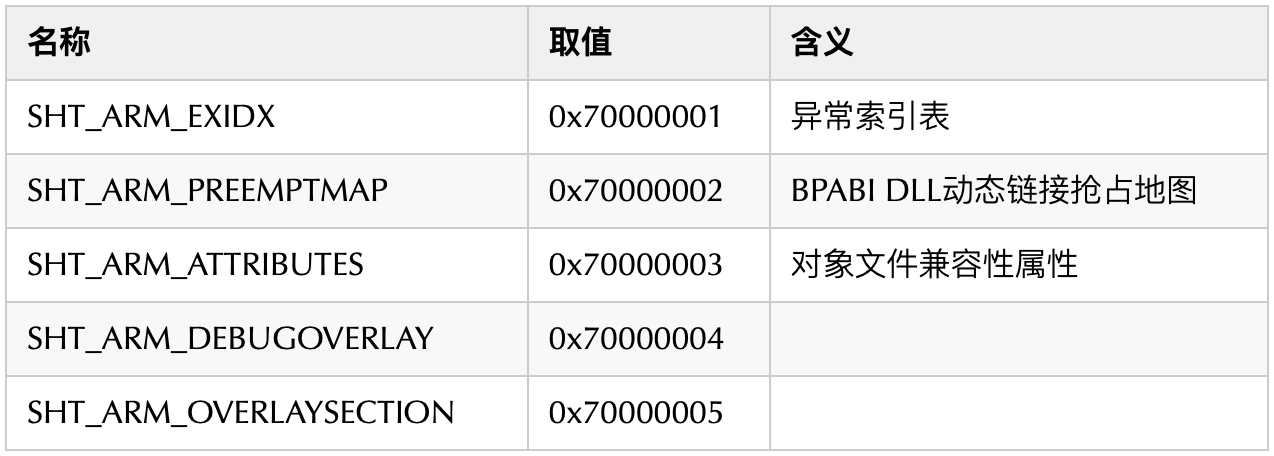 名称 取值 含义
SHT_ARM_EXIDX 0x70000001 异常索引表
SHT_ARM_PREEMPTMAP 0x70000002 BPABI DLL动态链接抢占地图
SHT_ARM_ATTRIBUTES 0x70000003 对象文件兼容性属性
SHT_ARM_DEBUGOVERLAY 0x70000004
SHT_ARM_OVERLAYSECTION 0x70000005